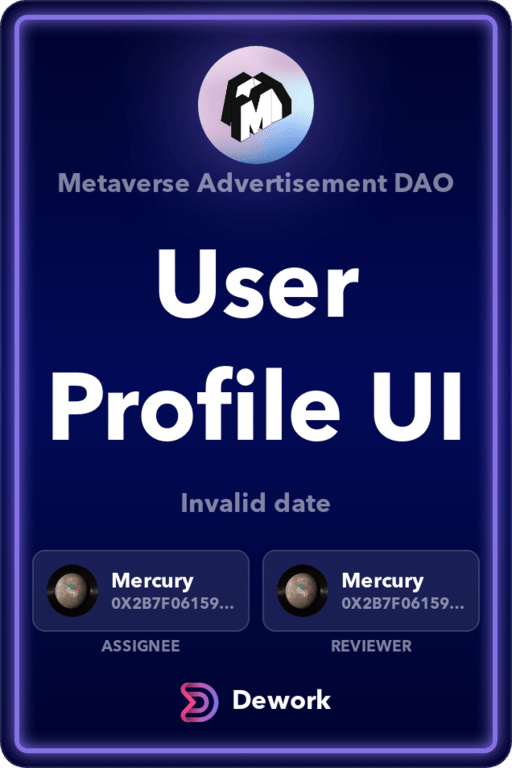 M
Metaverse Advertisement DAO
User
Profile UI
Invalid date
Mercury
0X2B7F06159...
ASSIGNEE
Mercury
0X2B7F06159...
REVIEWER
Dework